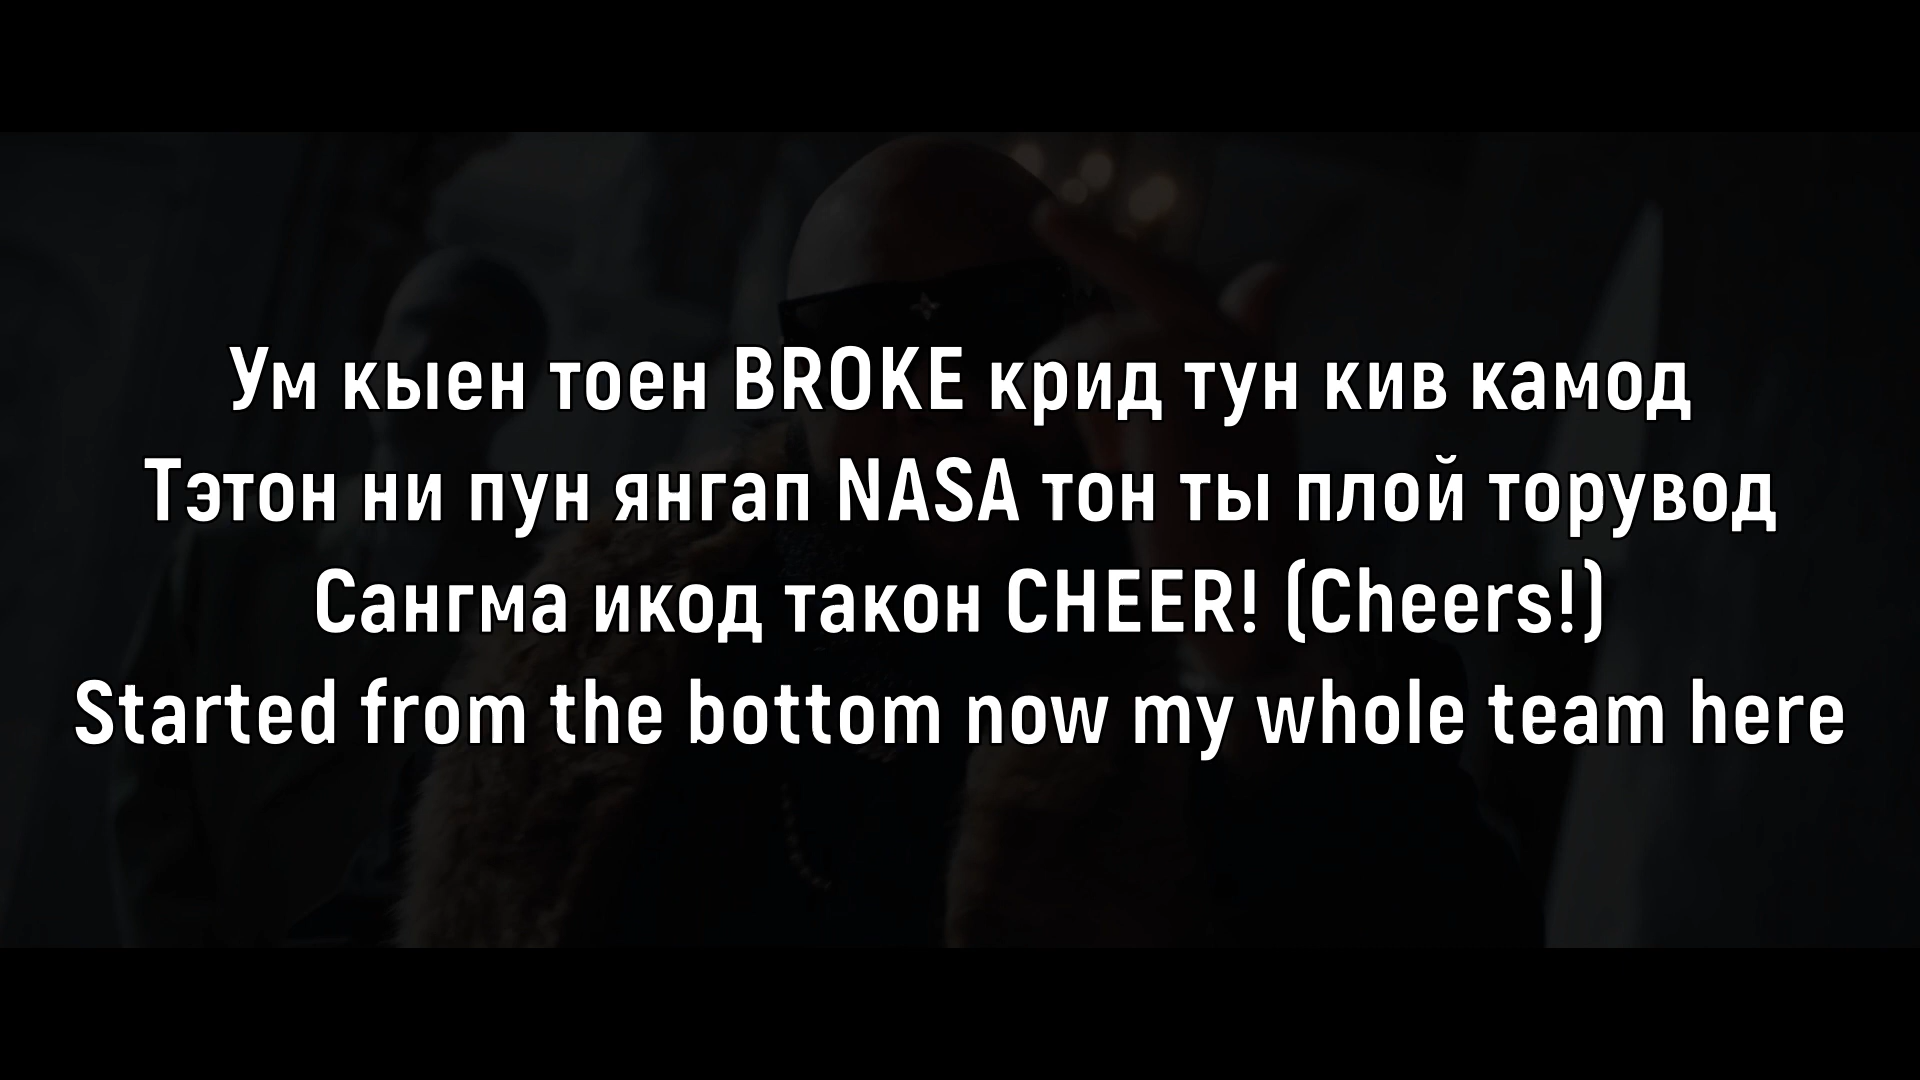 Ум кыен тоен BROKE крид тун кив камод
Тэтон ни пун янгап NASA тон ты плой торувод
Сангма икод такон CHEER! (Cheers!)
Started from the bottom now my whole team here